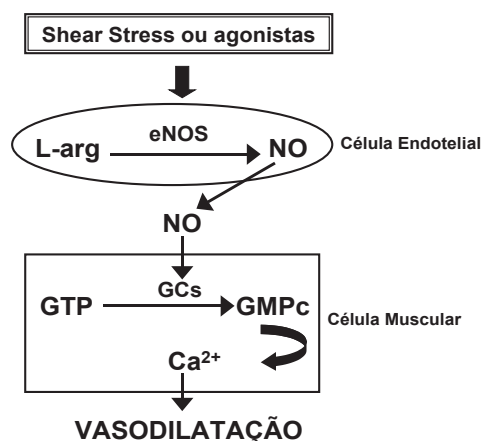 Shear Stress ou agonistas
eNOS
L-arg NO Célula Endotelial
NO
GCs
GTP GMPc Célula Muscular
Ca²⁺
VASODILATAÇÃO